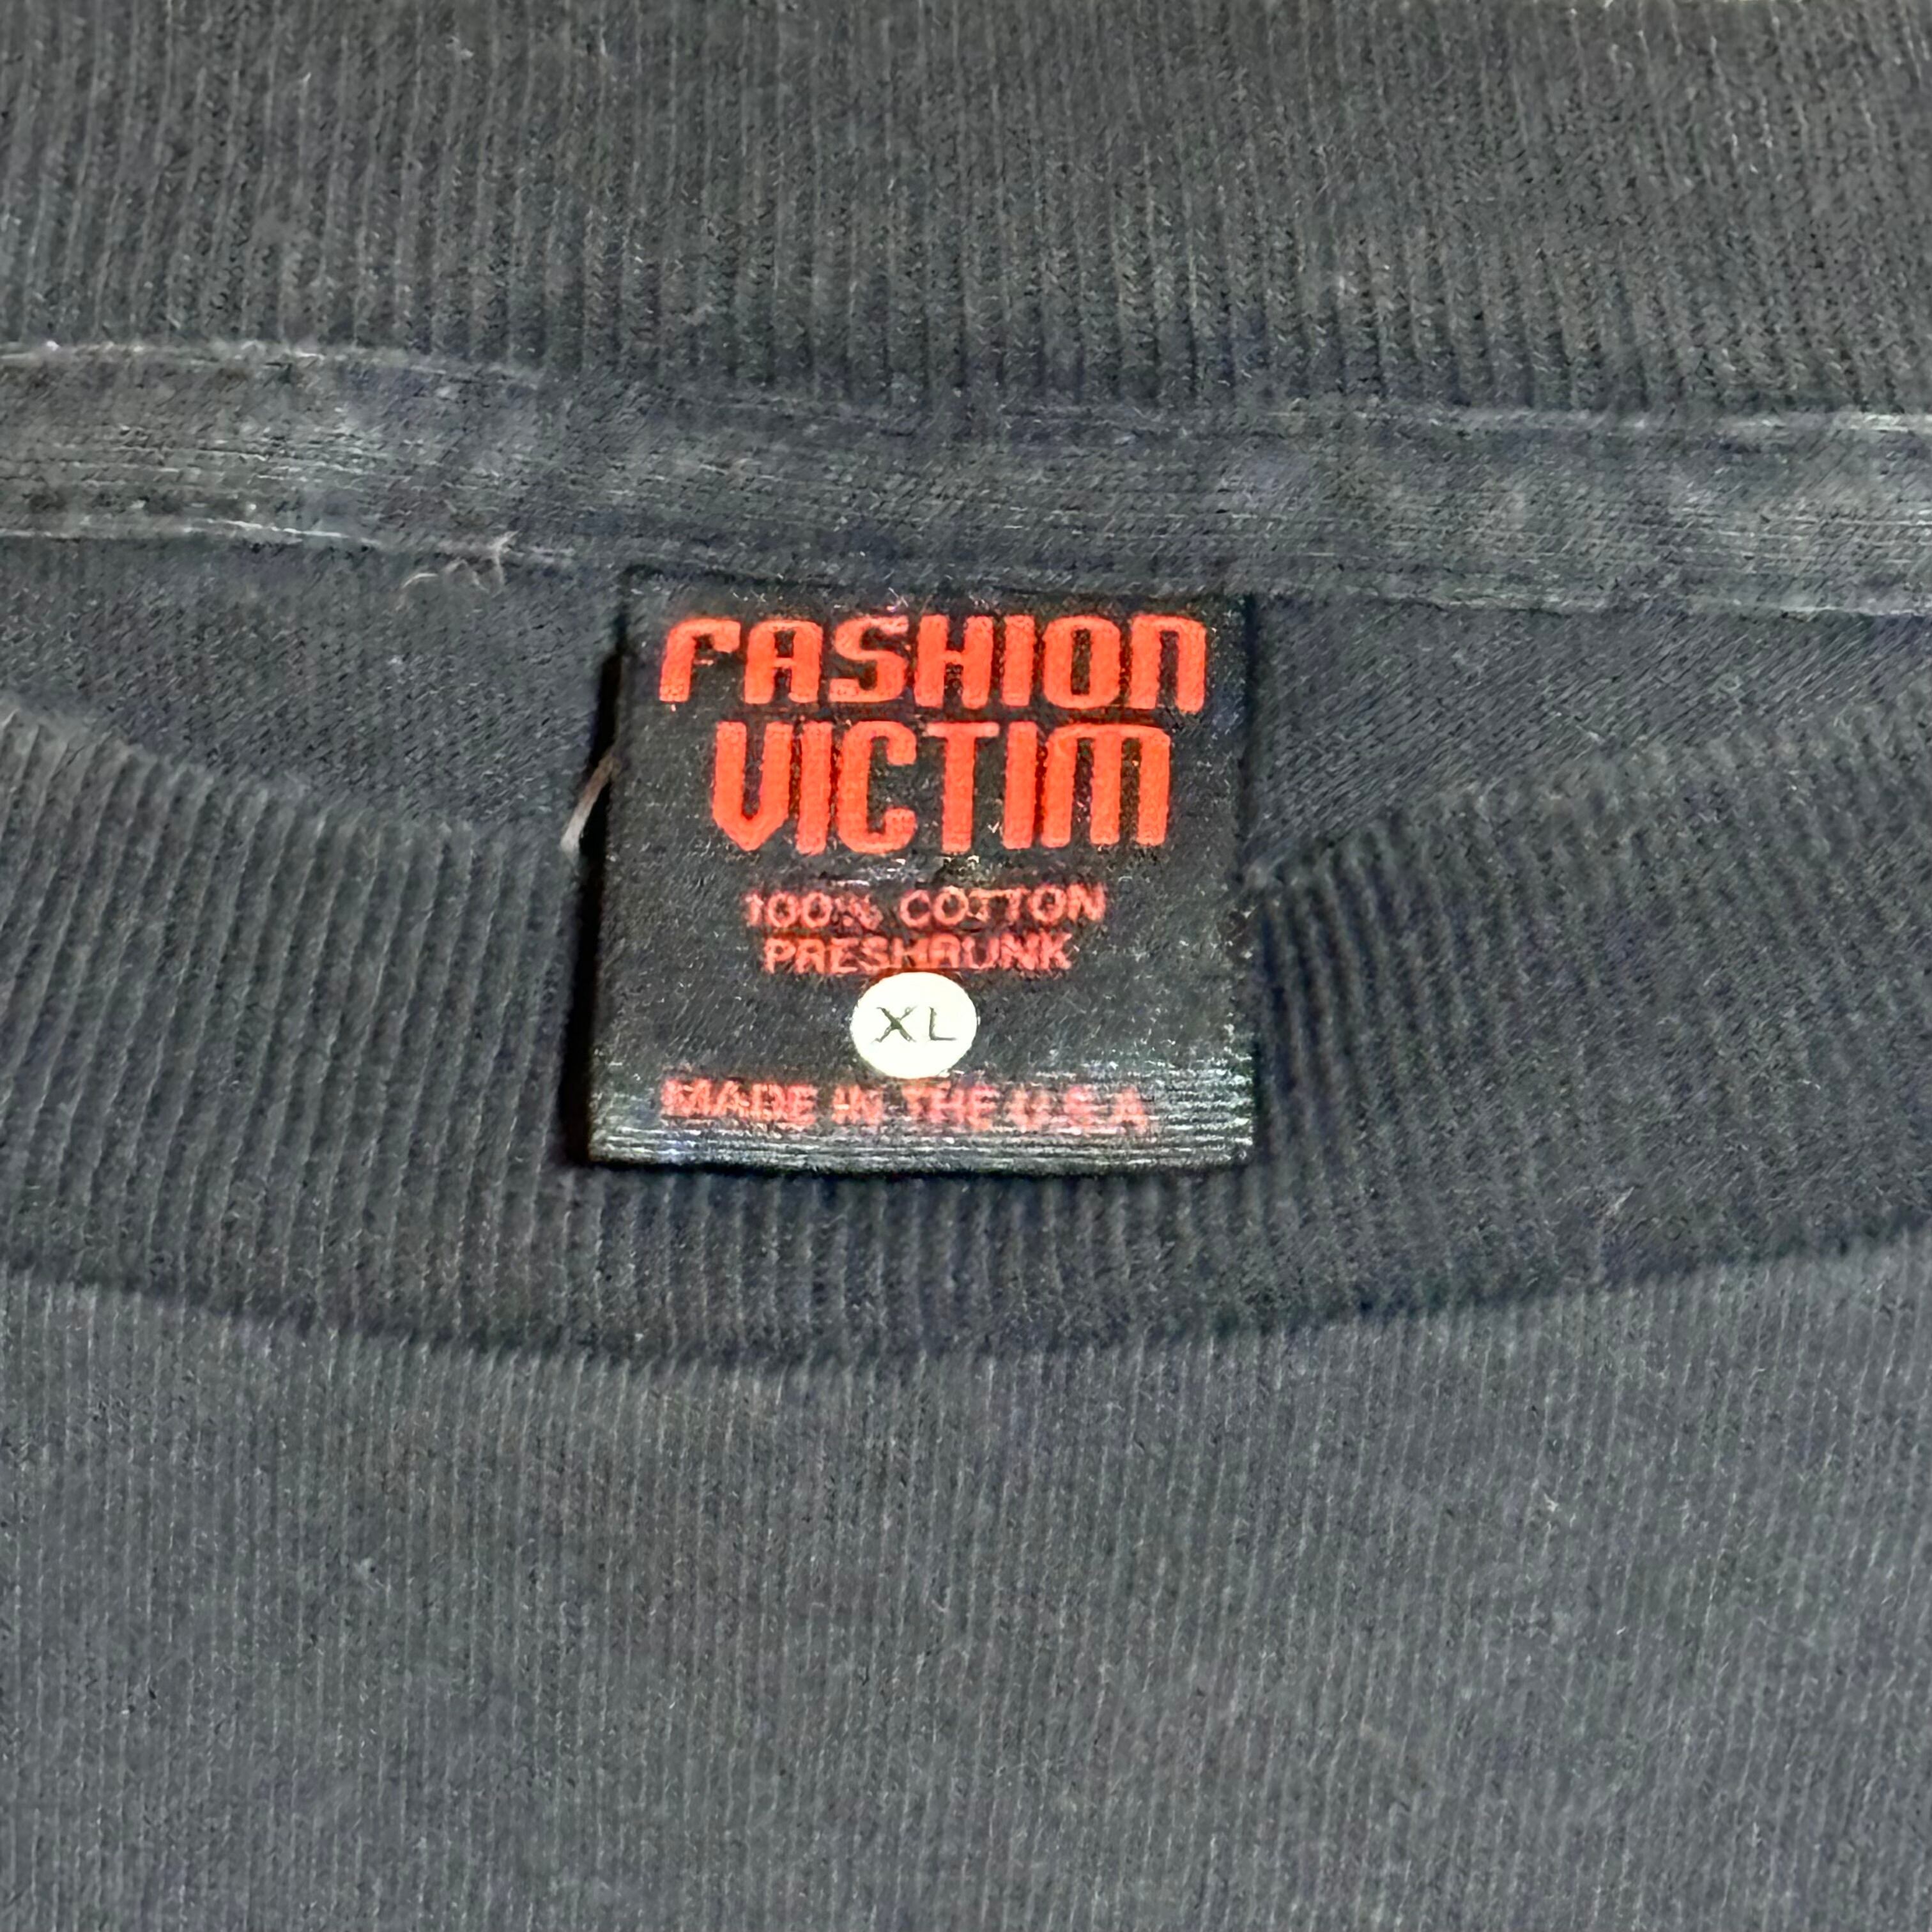 FASHION
VICTIM
100% COTTON
PRESHRUNK
XL
MADE IN THE U.S.A